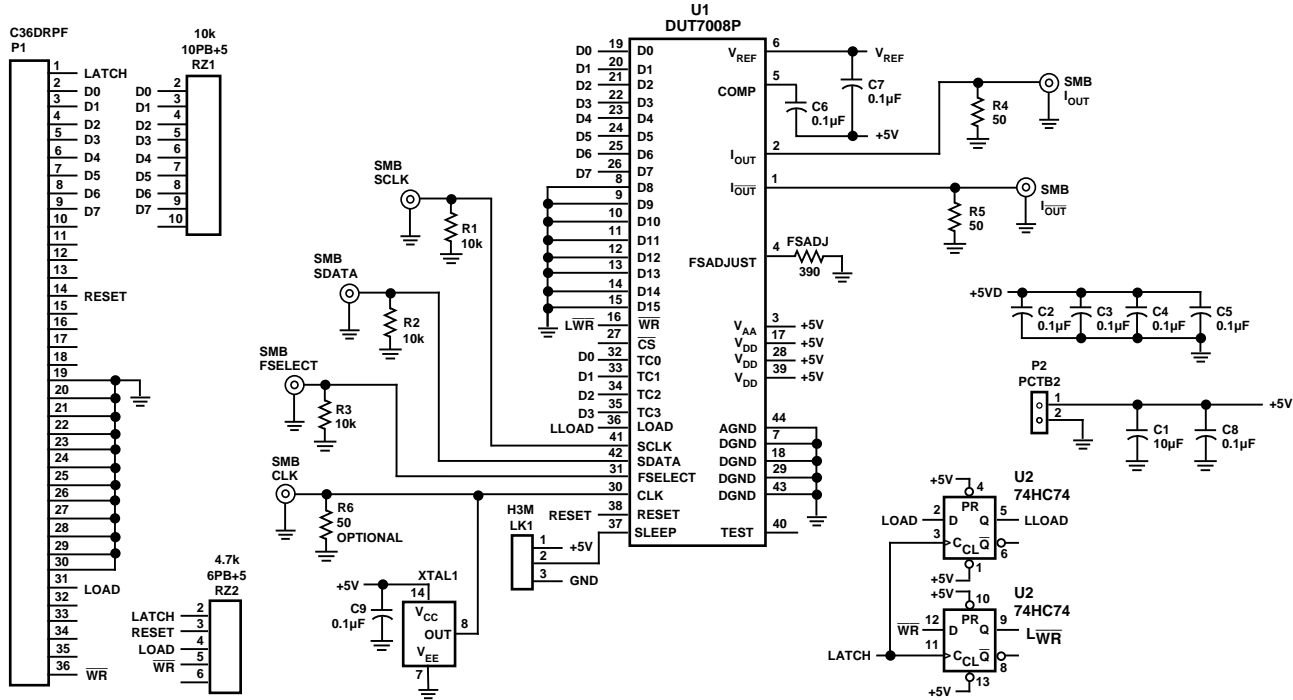 C36DRPF
P1
1 LATCH
2 D0
3 D1
4 D2
5 D3
6 D4
7 D5
8 D6
9 D7
10
11
12
13
14 RESET
15
16
17
18
19
20
21
22
23
24
25
26
27
28
29
30
31 LOAD
32
33
34
35
36 W̅R̅
10k
10PB+5
RZ1
D0 2
D1 3
D2 4
D3 5
D4 6
D5 7
D6 8
D7 9
10
4.7k
6PB+5
RZ2
LATCH 2
RESET 3
LOAD 4
W̅R̅ 5
6
SMB
SCLK
R1
10k
SMB
SDATA
R2
10k
SMB
FSELECT
R3
10k
SMB
CLK
R6
50
OPTIONAL
+5V
C9
0.1µF
XTAL1
14
VCC
OUT 8
VEE
7
H3M
LK1
1 +5V
2
3 GND
U1
DUT7008P
D0 19 D0
D1 20 D1
D2 21 D2
D3 22 D3
D4 23 D4
D5 24 D5
D6 25 D6
D7 26 D7
8 D8
9 D9
10 D10
11 D11
12 D12
13 D13
14 D14
15 D15
LW̅R̅ 16 W̅R̅
27 C̅S̅
D0 32 TC0
D1 33 TC1
D2 34 TC2
D3 35 TC3
LLOAD 36 LOAD
41 SCLK
42 SDATA
31 FSELECT
30 CLK
RESET 38 RESET
37 SLEEP
VREF 6 VREF
COMP 5
C7
0.1µF
C6
0.1µF
+5V
IOUT 2
R4
50
SMB
IOUT
IO̅U̅T̅ 1
R5
50
SMB
IO̅U̅T̅
FSADJUST 4
FSADJ
390
VAA 3 +5V
VDD 17 +5V
VDD 28 +5V
VDD 39 +5V
AGND 44
DGND 7
DGND 18
DGND 29
DGND 43
TEST 40
+5VD
C2
0.1µF
C3
0.1µF
C4
0.1µF
C5
0.1µF
P2
PCTB2
1
2
+5V
C1
10µF
C8
0.1µF
U2
74HC74
+5V 4
PR
LOAD 2 D Q 5 LLOAD
3 C CL Q̅ 6
+5V 1
U2
74HC74
+5V 10
PR
W̅R̅ 12 D Q 9 LW̅R̅
LATCH 11 C CL Q̅ 8
+5V 13